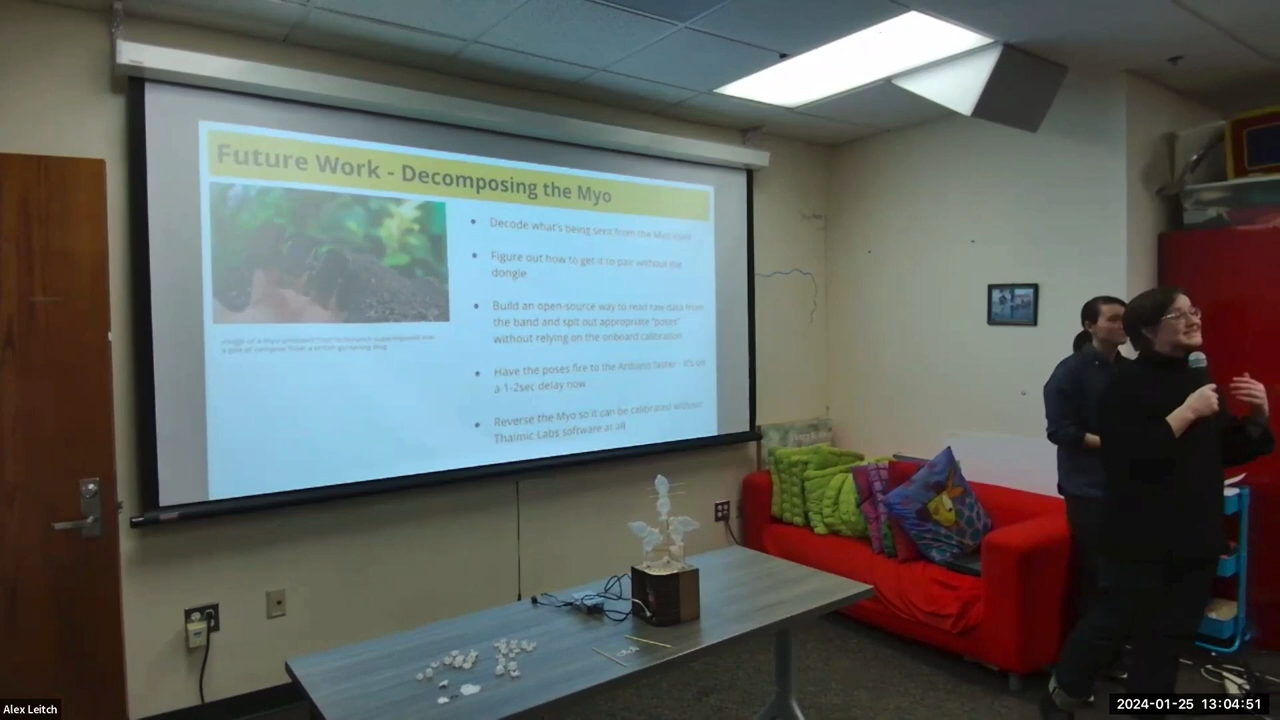 Future Work - Decomposing the Myo
• Decode what's being sent from the Myo
• Figure out how to get it to pair without the
dongle
• Build an open-source way to read raw data from
the band and spit out appropriate "poses"
without relying on the onboard calibration
• Have the poses fire to the Arduino faster - it's on
a 1-2sec delay now
• Reverse the Myo so it can be calibrated without
Thalmic Labs software at all
Alex Leitch
2024-01-25 13:04:51